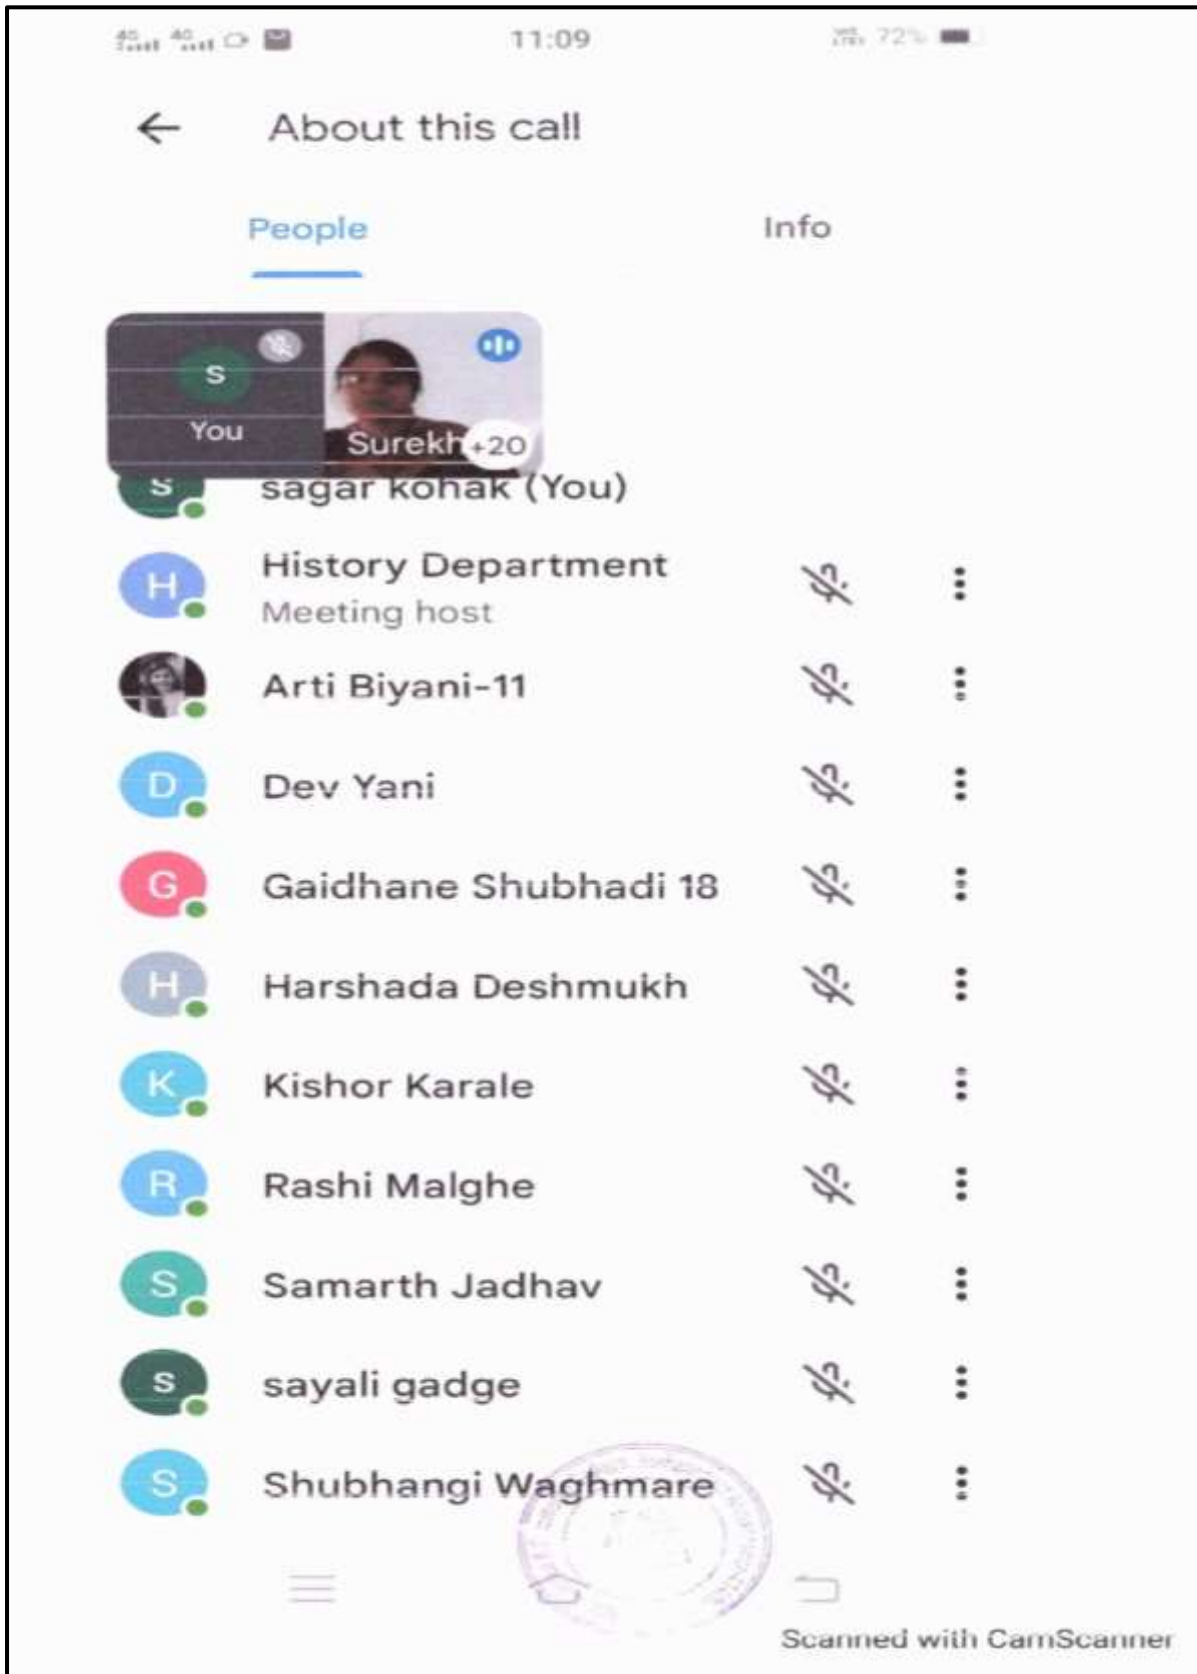 11:09
72%
About this call
People
Info
S
You
Surekh
+20
S
sagar kohak (You)
H
History Department
Meeting host
Arti Biyani-11
D
Dev Yani
G
Gaidhane Shubhadi 18
H
Harshada Deshmukh
K
Kishor Karale
R
Rashi Malghe
S
Samarth Jadhav
s
sayali gadge
S
Shubhangi Waghmare
Scanned with CamScanner